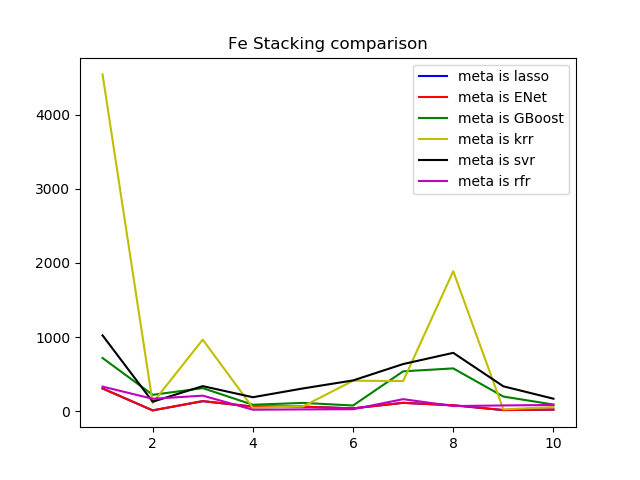 Fe Stacking comparison
meta is lasso
meta is ENet
meta is GBoost
meta is krr
meta is svr
meta is rfr
4000
3000
2000
1000
0
2
4
6
8
10